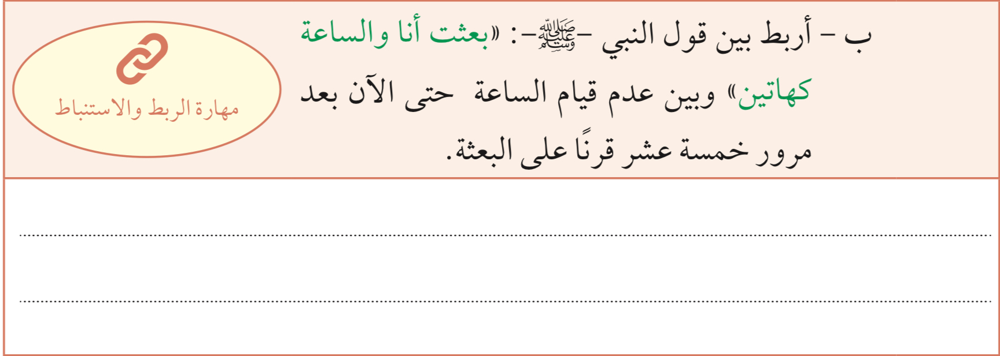 ب - أربط بين قول النبي -ﷺ-: «بعثت أنا والساعة
كهاتين» وبين عدم قيام الساعة حتى الآن بعد
مرور خمسة عشر قرنًا على البعثة.
مهارة الربط والاستنباط